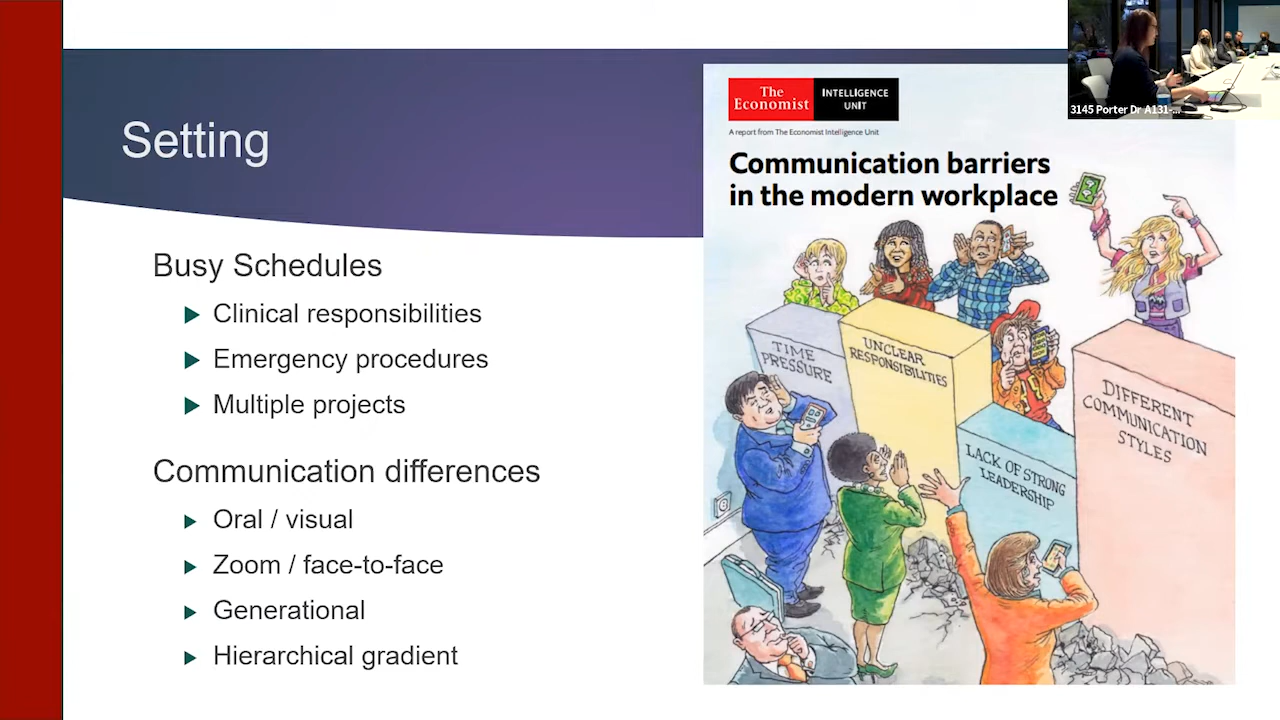 Setting
Busy Schedules
Clinical responsibilities
Emergency procedures
Multiple projects
Communication differences
Oral / visual
Zoom / face-to-face
Generational
Hierarchical gradient
The
Economist
INTELLIGENCE
UNIT
A report from The Economist Intelligence Unit
Communication barriers
in the modern workplace
TIME
PRESSURE
UNCLEAR
RESPONSIBILITIES
LACK OF STRONG
LEADERSHIP
DIFFERENT
COMMUNICATION
STYLES
3145 Porter Dr A131-...